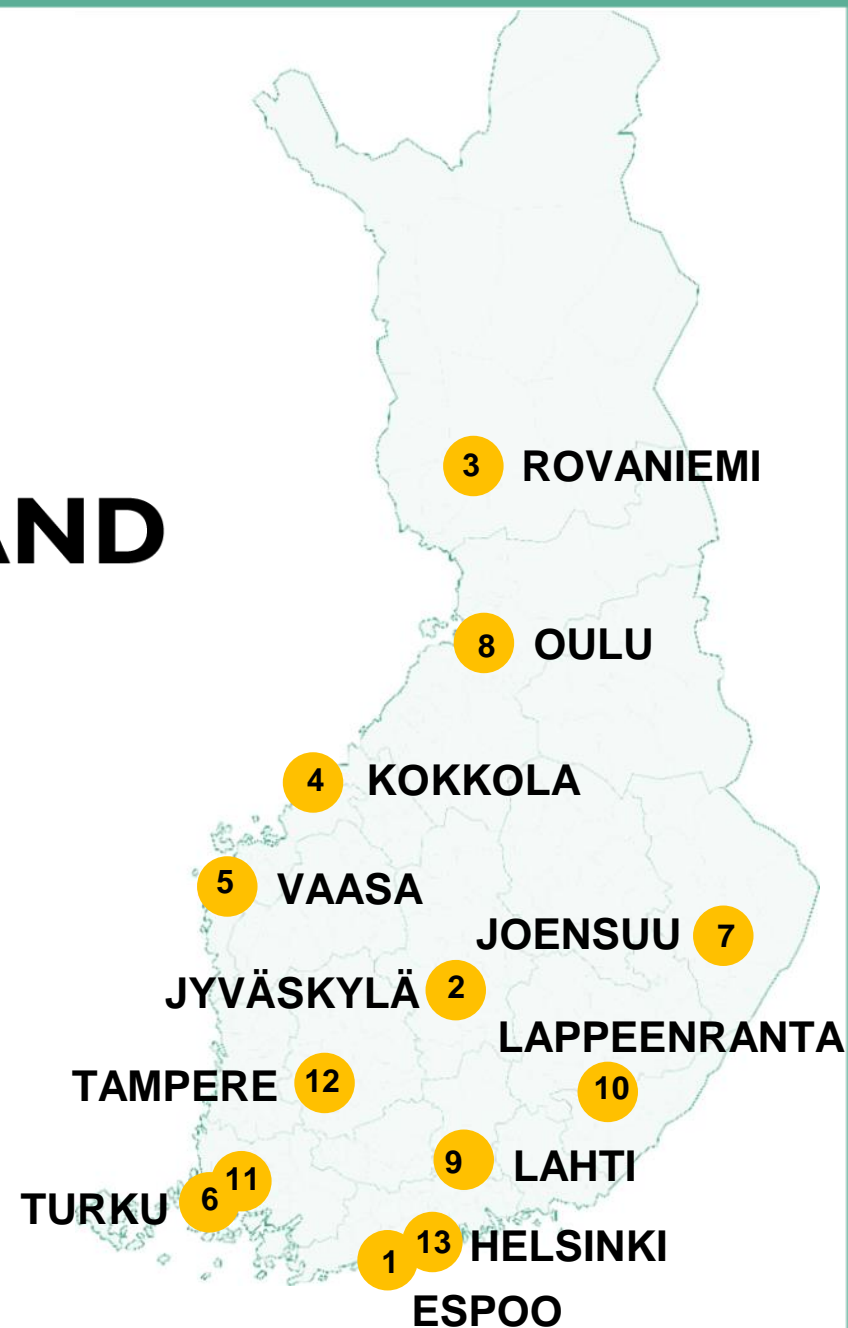 3 ROVANIEMI
AND
8 OULU
4 KOKKOLA
5 VAASA
JOENSUU 7
JYVÄSKYLÄ 2
LAPPEENRANTA
TAMPERE 12
10
9 LAHTI
11
TURKU 6
13 HELSINKI
1
ESPOO